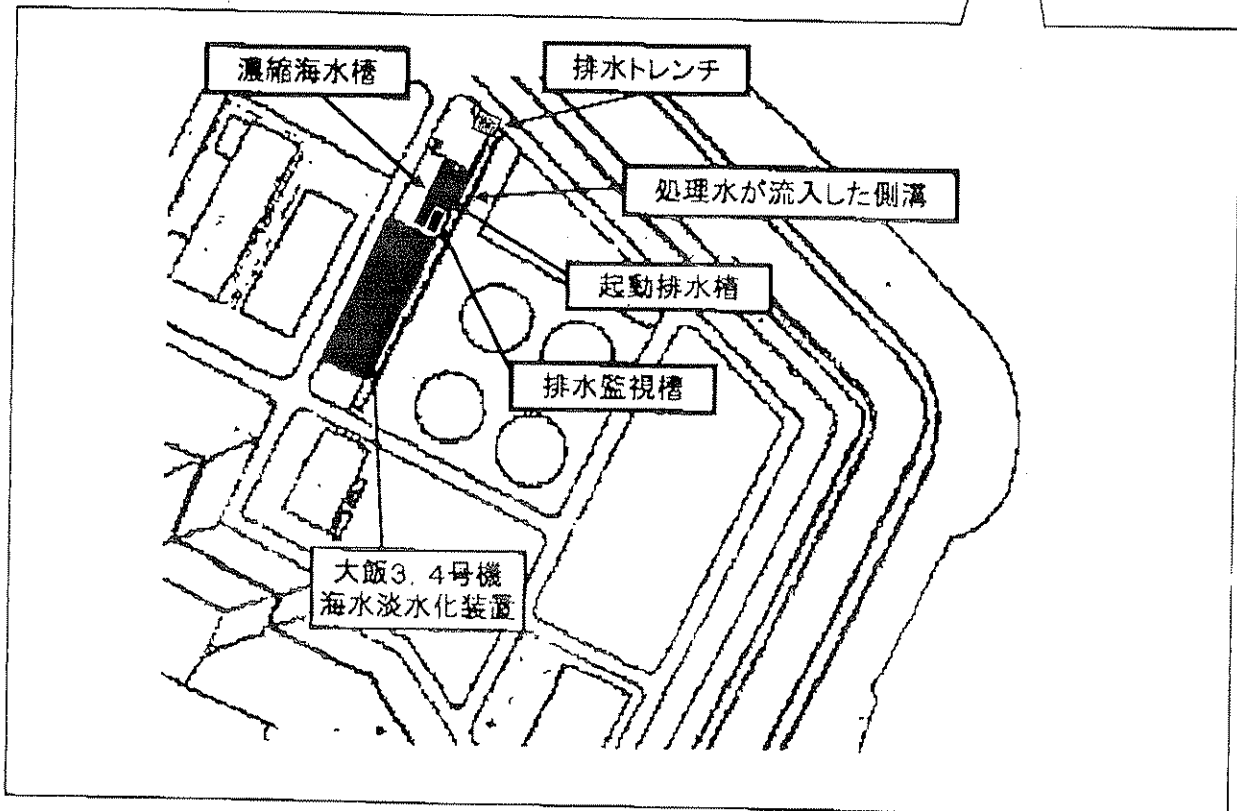 濃縮海水槽
排水トレンチ
処理水が流入した側溝
起動排水槽
排水監視槽
大飯3,4号機
海水淡水化装置